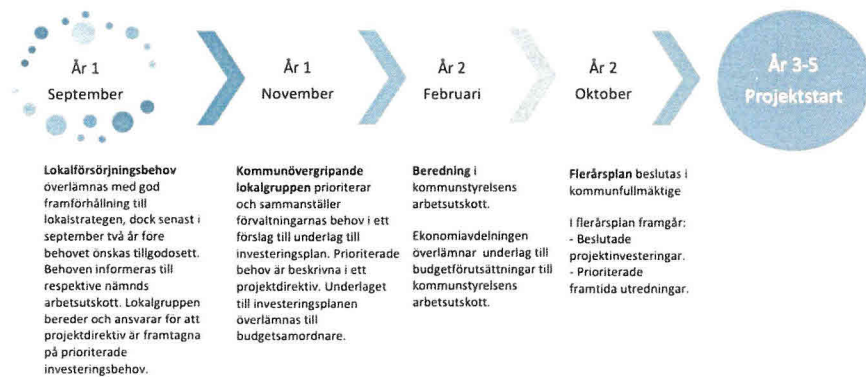 År 1
September
År 1
November
År 2
Februari
År 2
Oktober
År 3-5
Projektstart
Lokalförsörjningsbehov
överlämnas med god
framförhållning till
lokalstrategen, dock senast i
september två år före
behovet önskas tillgodosett.
Behoven informeras till
respektive nämnds
arbetsutskott. Lokalgruppen
bereder och ansvarar för att
projektdirektiv är framtagna
på prioriterade
investeringsbehov.
Kommunövergripande
lokalgruppen prioriterar
och sammanställer
förvaltningarnas behov i ett
förslag till underlag till
investeringsplan. Prioriterade
behov är beskrivna i ett
projektdirektiv. Underlaget
till investeringsplanen
överlämnas till
budgetsamordnare.
Beredning i
kommunstyrelsens
arbetsutskott.
Ekonomiavdelningen
överlämnar underlag till
budgetförutsättningar till
kommunstyrelsens
arbetsutskott.
Flerårsplan beslutas i
kommunfullmäktige
I flerårsplan framgår:
- Beslutade
projektinvesteringar.
- Prioriterade
framtida utredningar.